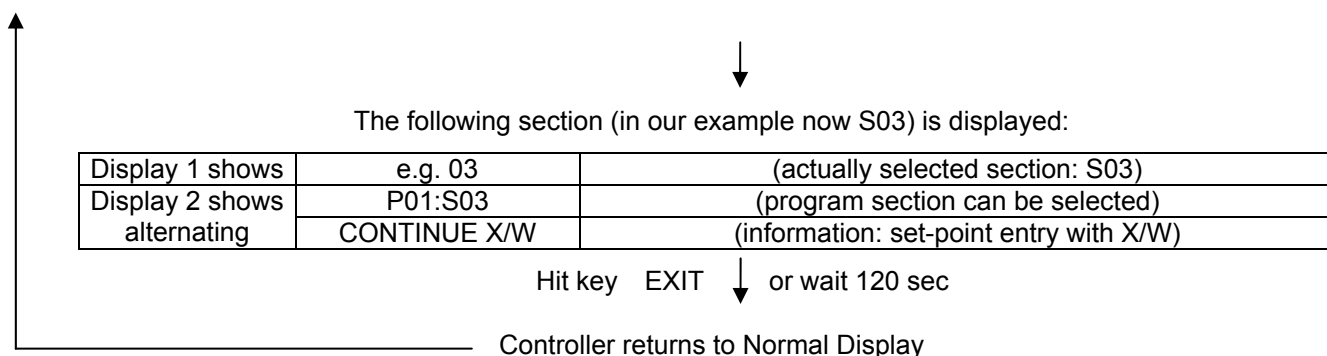 The following section (in our example now S03) is displayed:
Display 1 shows e.g. 03 (actually selected section: S03)
Display 2 shows alternating P01:S03 (program section can be selected)
CONTINUE X/W (information: set-point entry with X/W)
Hit key EXIT or wait 120 sec
Controller returns to Normal Display